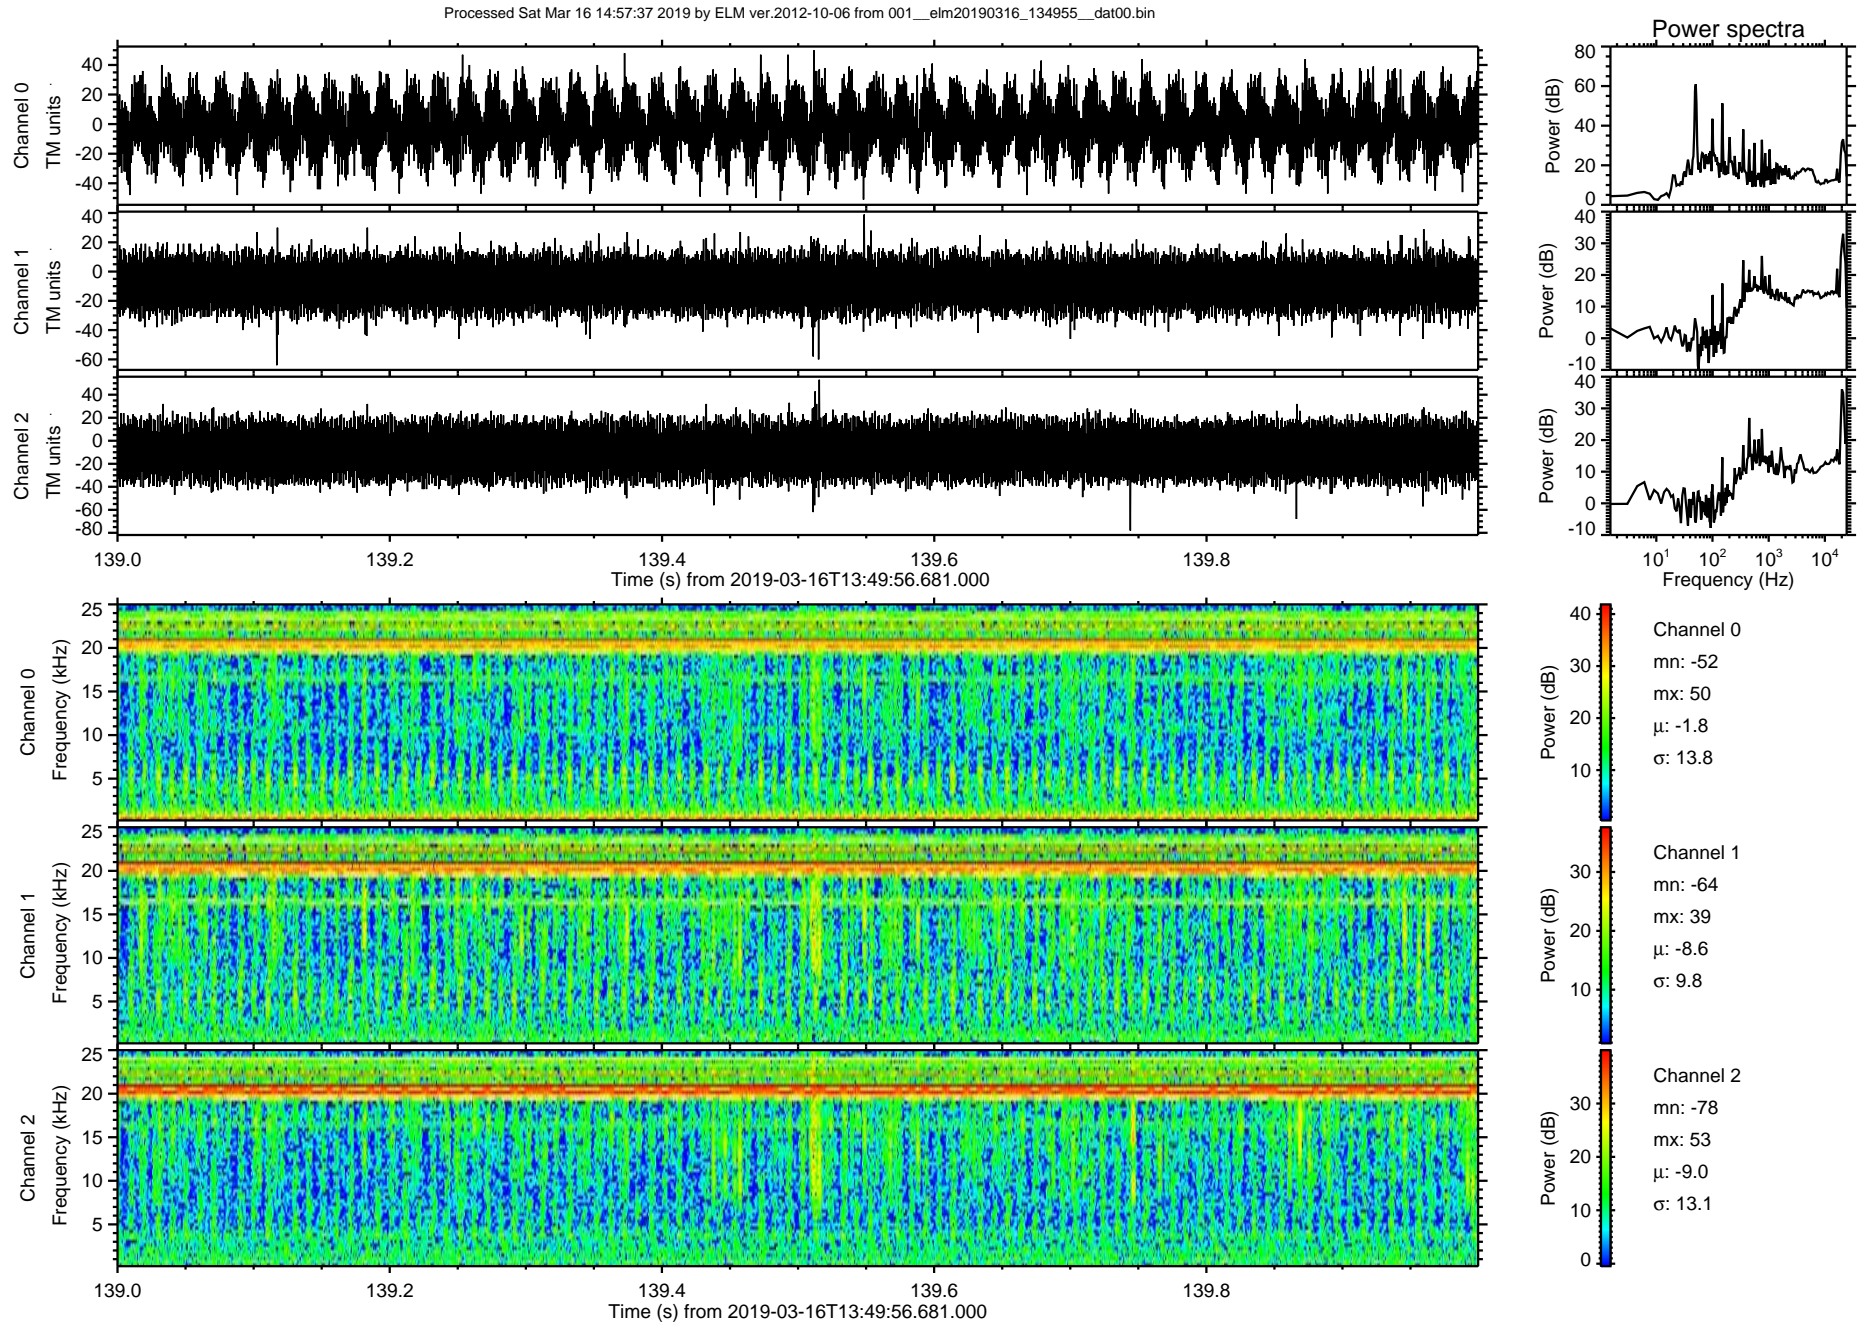 Processed Sat Mar 16 14:57:37 2019 by ELM ver.2012-10-06 from 001__elm20190316_134955__dat00.bin
Power spectra
Channel 0
TM units
40
20
0
-20
-40
Power (dB)
80
60
40
20
0
Channel 1
TM units
40
20
0
-20
-40
-60
Power (dB)
40
30
20
10
0
-10
Channel 2
TM units
40
20
0
-20
-40
-60
-80
Power (dB)
40
30
20
10
0
-10
139.0 139.2 139.4 139.6 139.8
Time (s) from 2019-03-16T13:49:56.681.000
10^1 10^2 10^3 10^4
Frequency (Hz)
Channel 0
Frequency (kHz)
25
20
15
10
5
Power (dB)
40
30
20
10
Channel 0
mn: -52
mx: 50
μ: -1.8
σ: 13.8
Channel 1
Frequency (kHz)
25
20
15
10
5
Power (dB)
30
20
10
Channel 1
mn: -64
mx: 39
μ: -8.6
σ: 9.8
Channel 2
Frequency (kHz)
25
20
15
10
5
Power (dB)
30
20
10
0
Channel 2
mn: -78
mx: 53
μ: -9.0
σ: 13.1
139.0 139.2 139.4 139.6 139.8
Time (s) from 2019-03-16T13:49:56.681.000